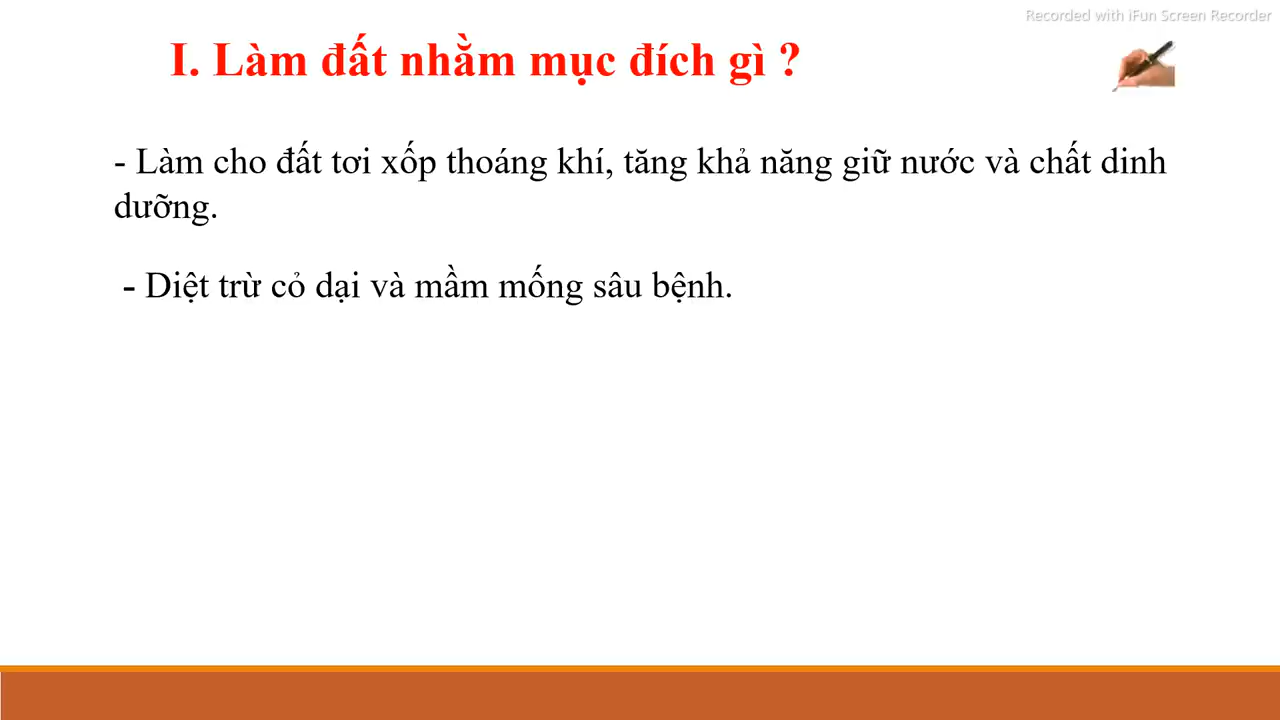 Recorded with iFun Screen Recorder
I. Làm đất nhằm mục đích gì ?
- Làm cho đất tơi xốp thoáng khí, tăng khả năng giữ nước và chất dinh
dưỡng.
- Diệt trừ cỏ dại và mầm mống sâu bệnh.